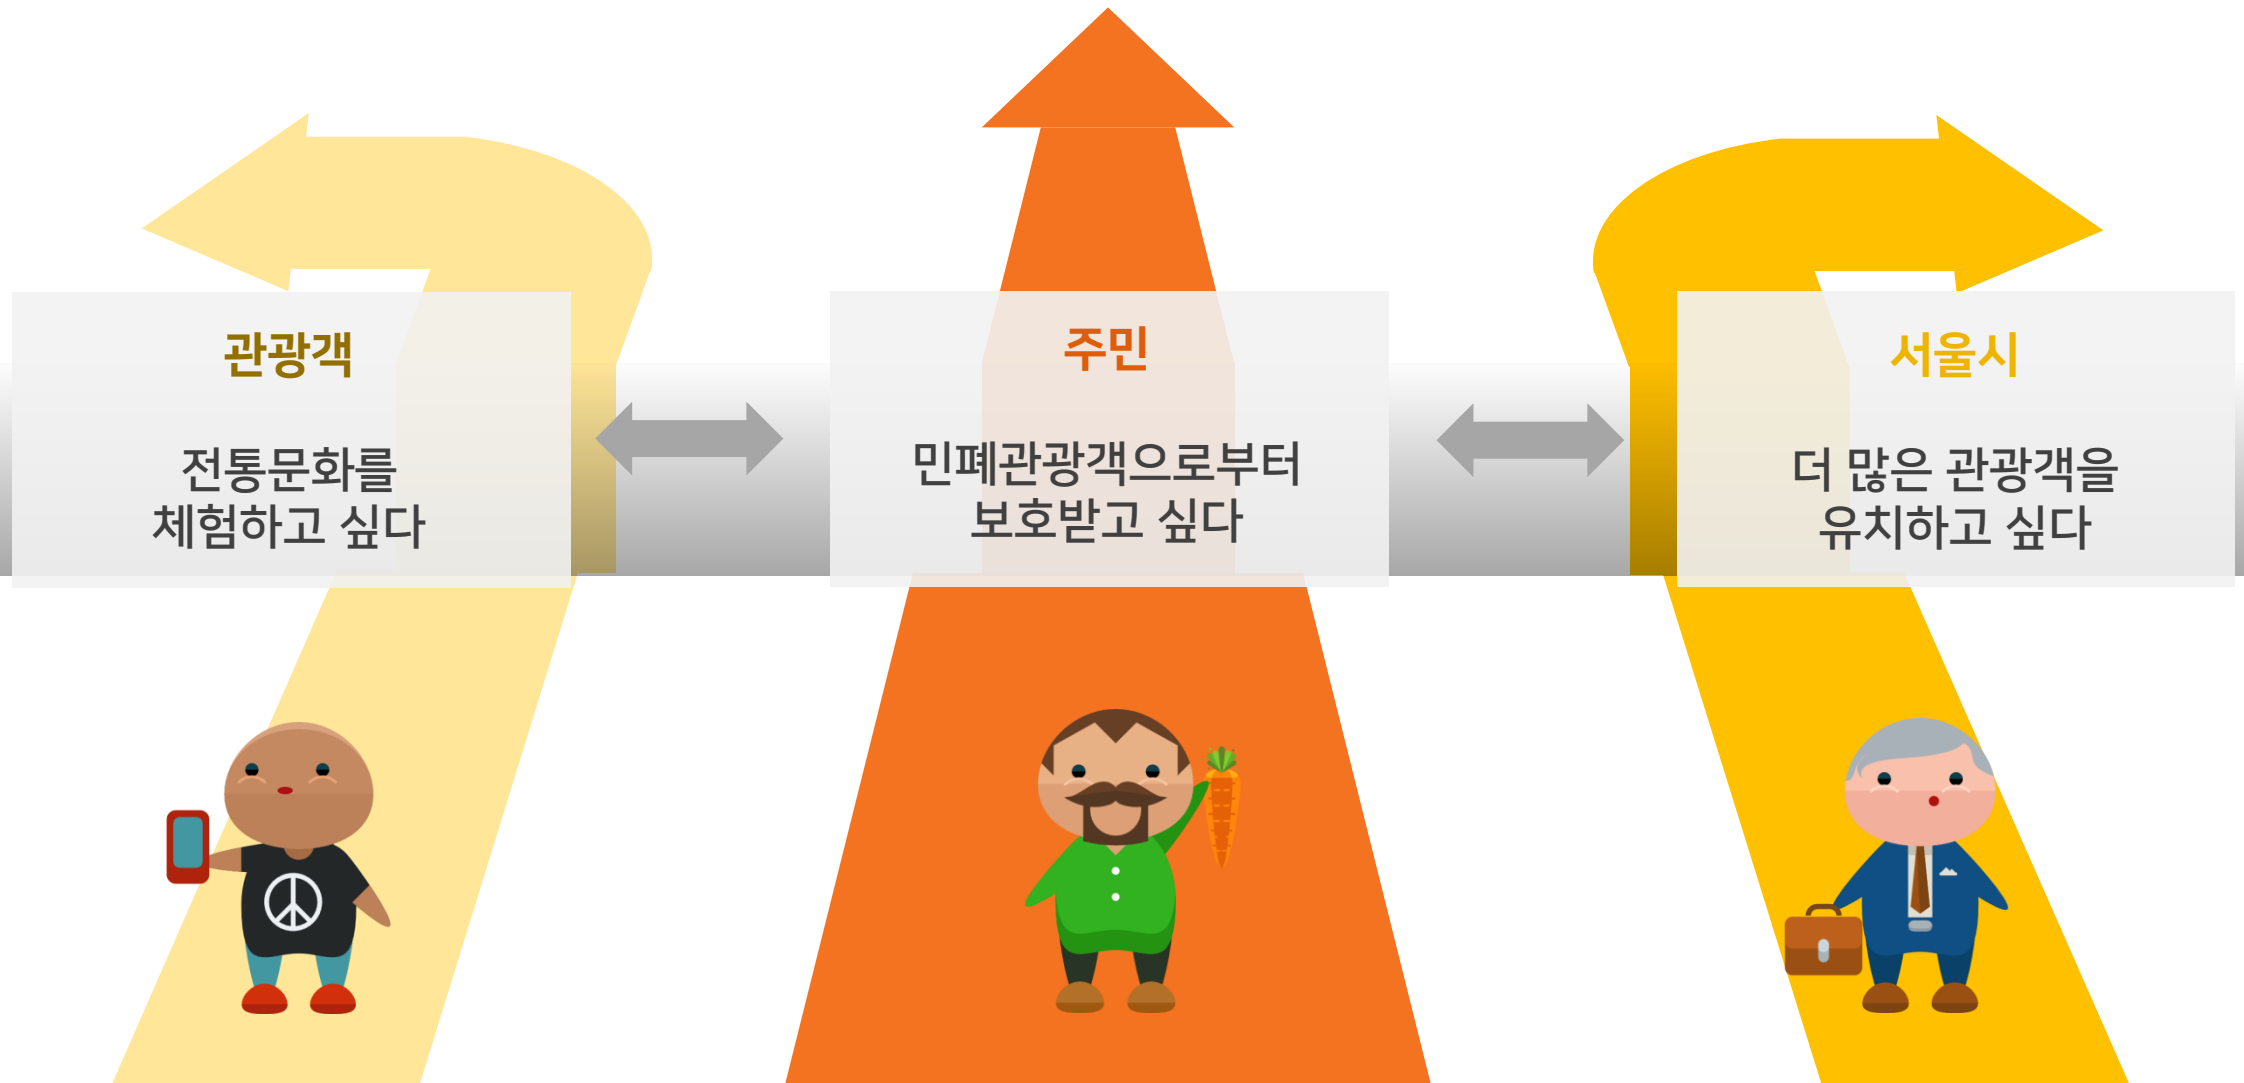 관광객
전통문화를
체험하고 싶다
주민
민폐관광객으로부터
보호받고 싶다
서울시
더 많은 관광객을
유치하고 싶다